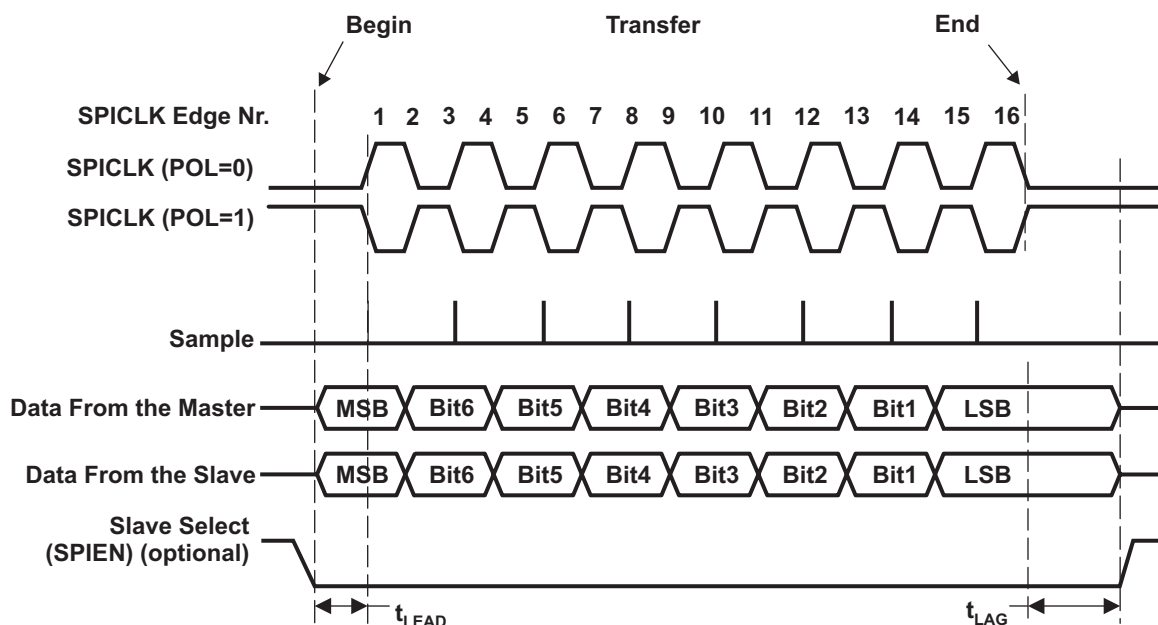 Begin Transfer End
SPICLK Edge Nr. 1 2 3 4 5 6 7 8 9 10 11 12 13 14 15 16
SPICLK (POL=0)
SPICLK (POL=1)
Sample
Data From the Master MSB Bit6 Bit5 Bit4 Bit3 Bit2 Bit1 LSB
Data From the Slave MSB Bit6 Bit5 Bit4 Bit3 Bit2 Bit1 LSB
Slave Select
(SPIEN) (optional)
tLEAD tLAG